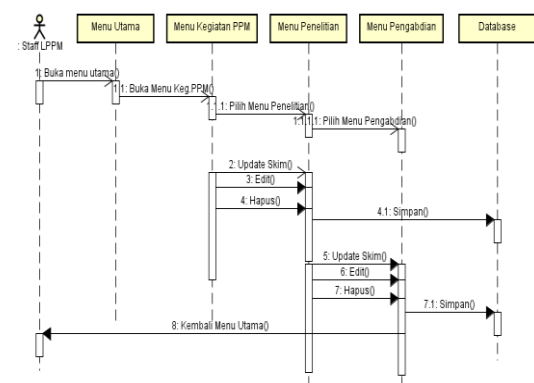 Menu Utama
Menu Kegiatan PPM
Menu Penelitian
Menu Pengabdian
Database
: Staff LPPM
1: Buka menu utama()
1.1: Buka Menu Keg.PPM()
1.1.1: Pilih Menu Penelitian()
1.1.1.1: Pilih Menu Pengabdian()
2: Update Skim()
3: Edit()
4: Hapus()
4.1: Simpan()
5: Update Skim()
6: Edit()
7: Hapus()
7.1: Simpan()
8: Kembali Menu Utama()